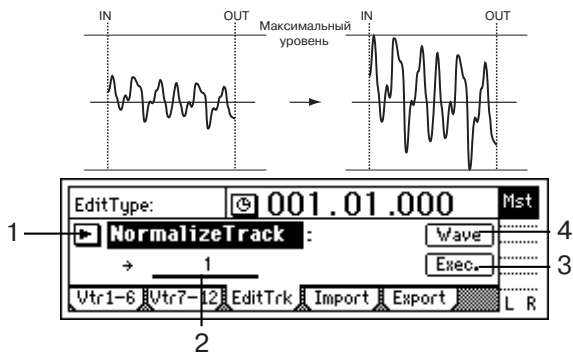 IN OUT Максимальный уровень IN OUT
EditType: 001.01.000 Mst
1 NormalizeTrack : Wave 4
→ 1 Exec. 3
Vtr1-6 Vtr7-12 EditTrk Import Export L R
2